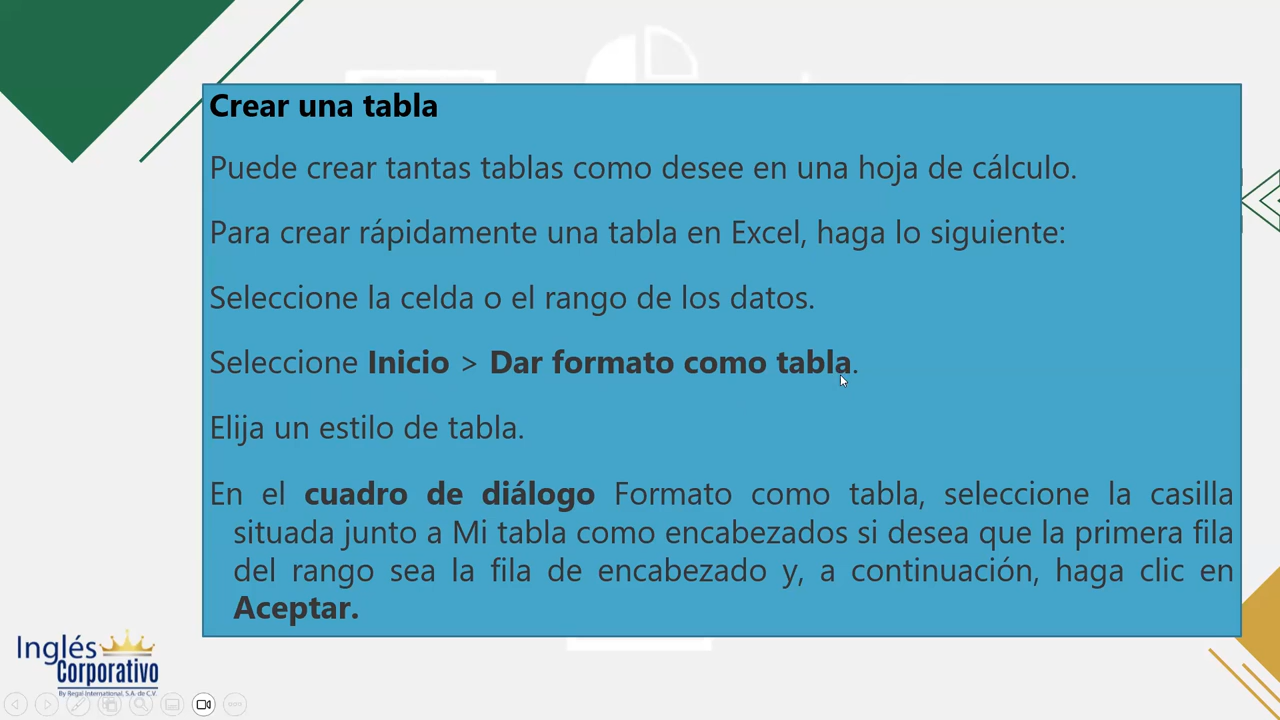 Crear una tabla
Puede crear tantas tablas como desee en una hoja de cálculo.
Para crear rápidamente una tabla en Excel, haga lo siguiente:
Seleccione la celda o el rango de los datos.
Seleccione Inicio > Dar formato como tabla.
Elija un estilo de tabla.
En el cuadro de diálogo Formato como tabla, seleccione la casilla
situada junto a Mi tabla como encabezados si desea que la primera fila
del rango sea la fila de encabezado y, a continuación, haga clic en
Aceptar.
Inglés
Corporativo
By Regal International, S.A. de C.V.